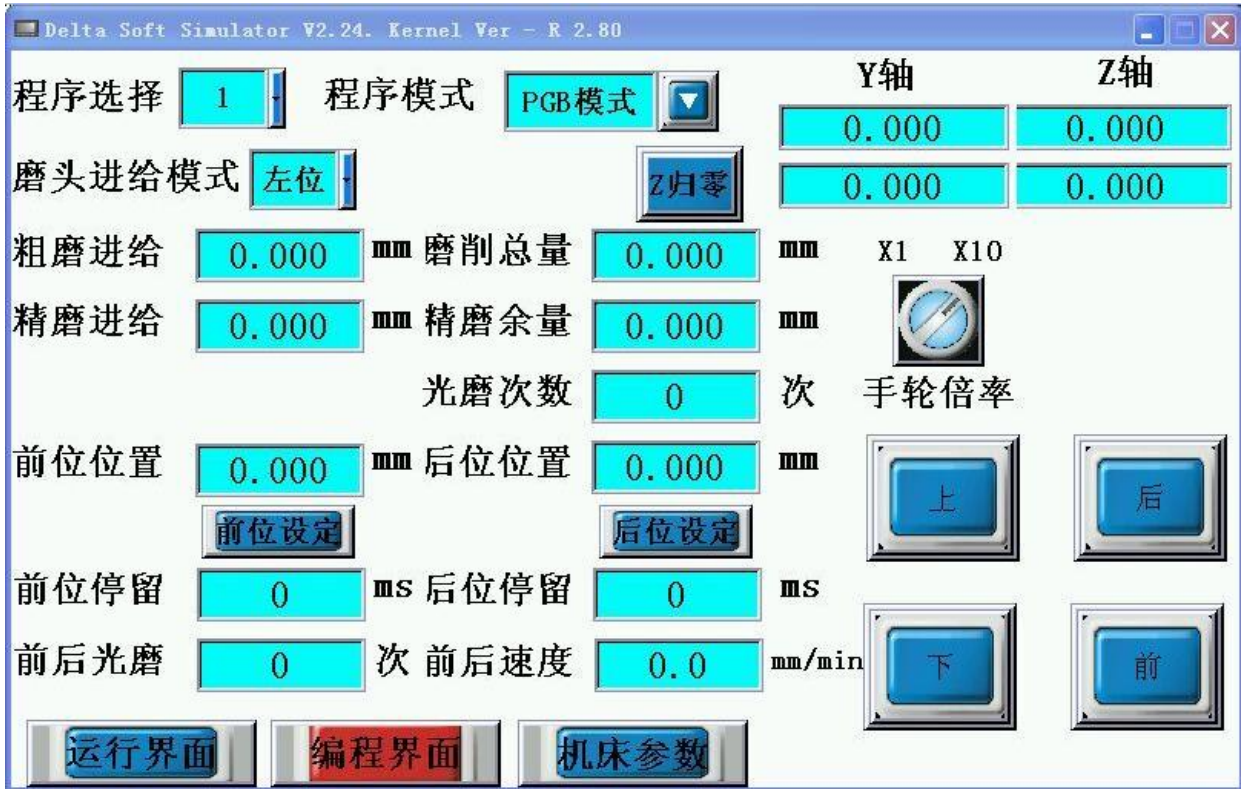 Delta Soft Simulator V2.24. Kernel Ver - R 2.80
程序选择 1 程序模式 PGB模式 Y轴 Z轴
0.000 0.000
磨头进给模式 左位 Z归零 0.000 0.000
粗磨进给 0.000 mm 磨削总量 0.000 mm X1 X10
精磨进给 0.000 mm 精磨余量 0.000 mm
光磨次数 0 次 手轮倍率
前位位置 0.000 mm 后位位置 0.000 mm
上 后
前位设定 后位设定
前位停留 0 ms 后位停留 0 ms
前后光磨 0 次 前后速度 0.0 mm/min 下 前
运行界面 编程界面 机床参数